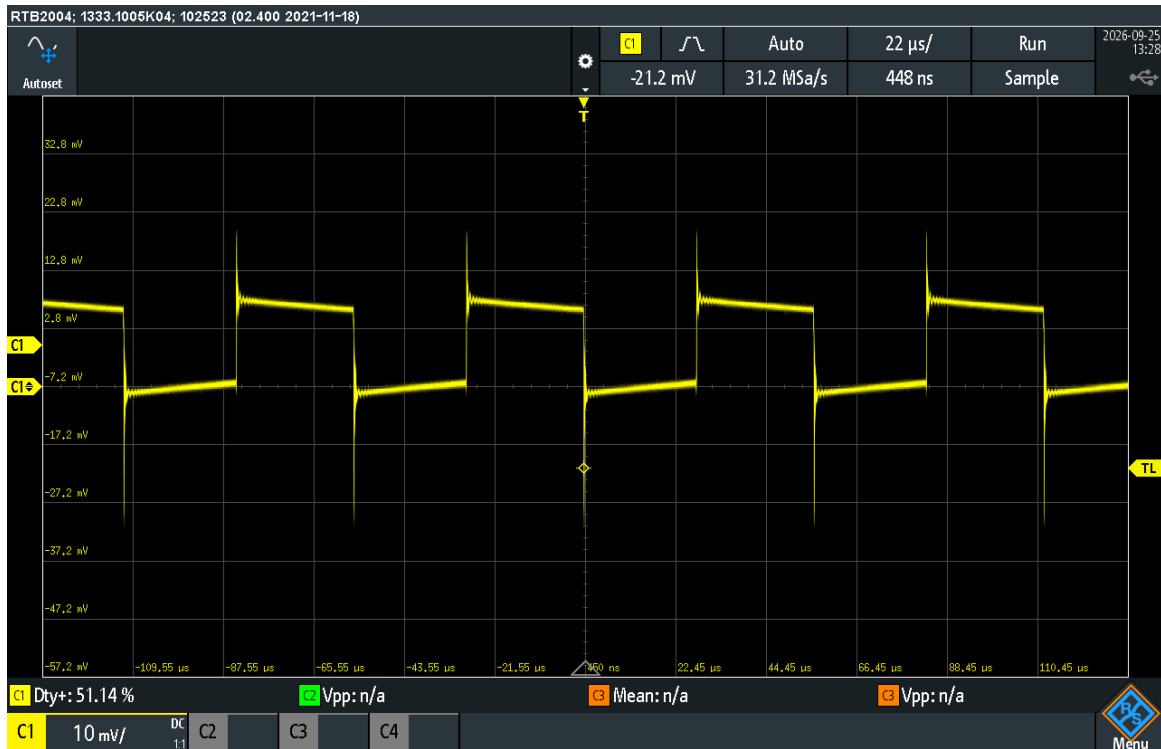 RTB2004; 1333.1005K04; 102523 (02.400 2021-11-18)
Autoset
C1 Auto 22 µs/ Run
2026-09-25
13:28
-21.2 mV 31.2 MSa/s 448 ns Sample
T
32.8 mV
22.8 mV
12.8 mV
2.8 mV
C1
-7.2 mV
C1
-17.2 mV
TL
-27.2 mV
-37.2 mV
-47.2 mV
-57.2 mV -109.55 µs -87.55 µs -65.55 µs -43.55 µs -21.55 µs 450 ns 22.45 µs 44.45 µs 66.45 µs 88.45 µs 110.45 µs
C1 Dty+: 51.14 % C2 Vpp: n/a C3 Mean: n/a C3 Vpp: n/a
R&S
Menu
C1 10 mV/ DC 1:1 C2 C3 C4